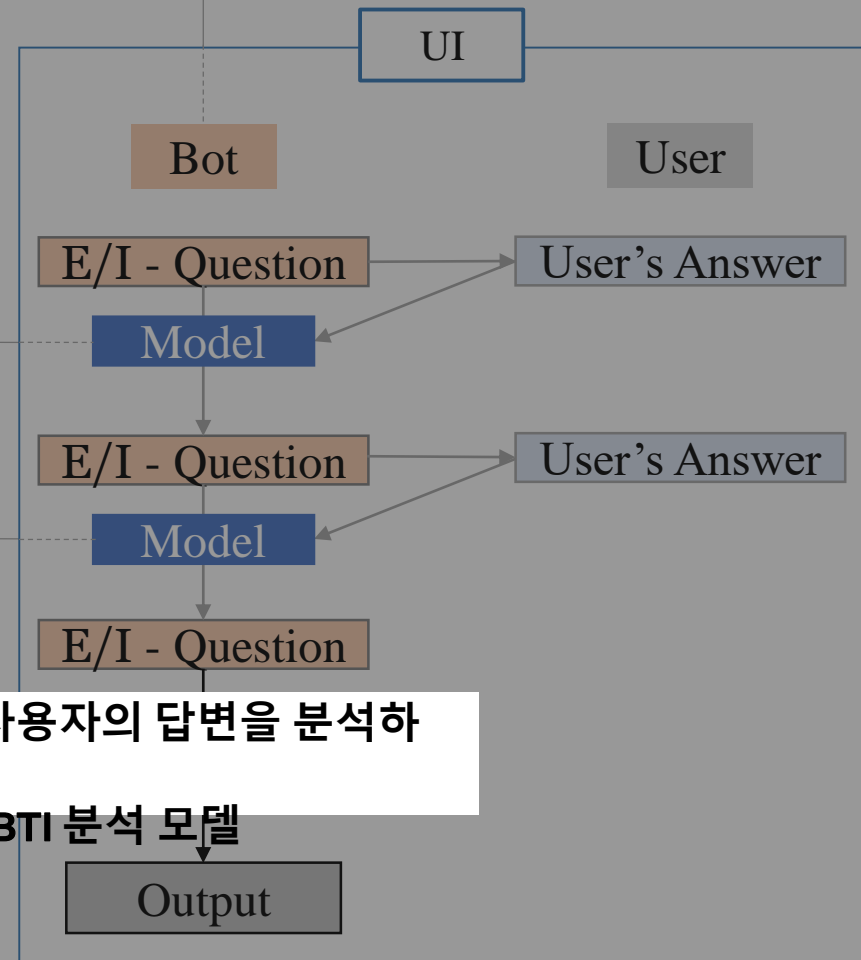 UI
Bot
User
E/I - Question
User's Answer
Model
E/I - Question
User's Answer
Model
E/I - Question
용자의 답변을 분석하
BTI 분석 모델
Output